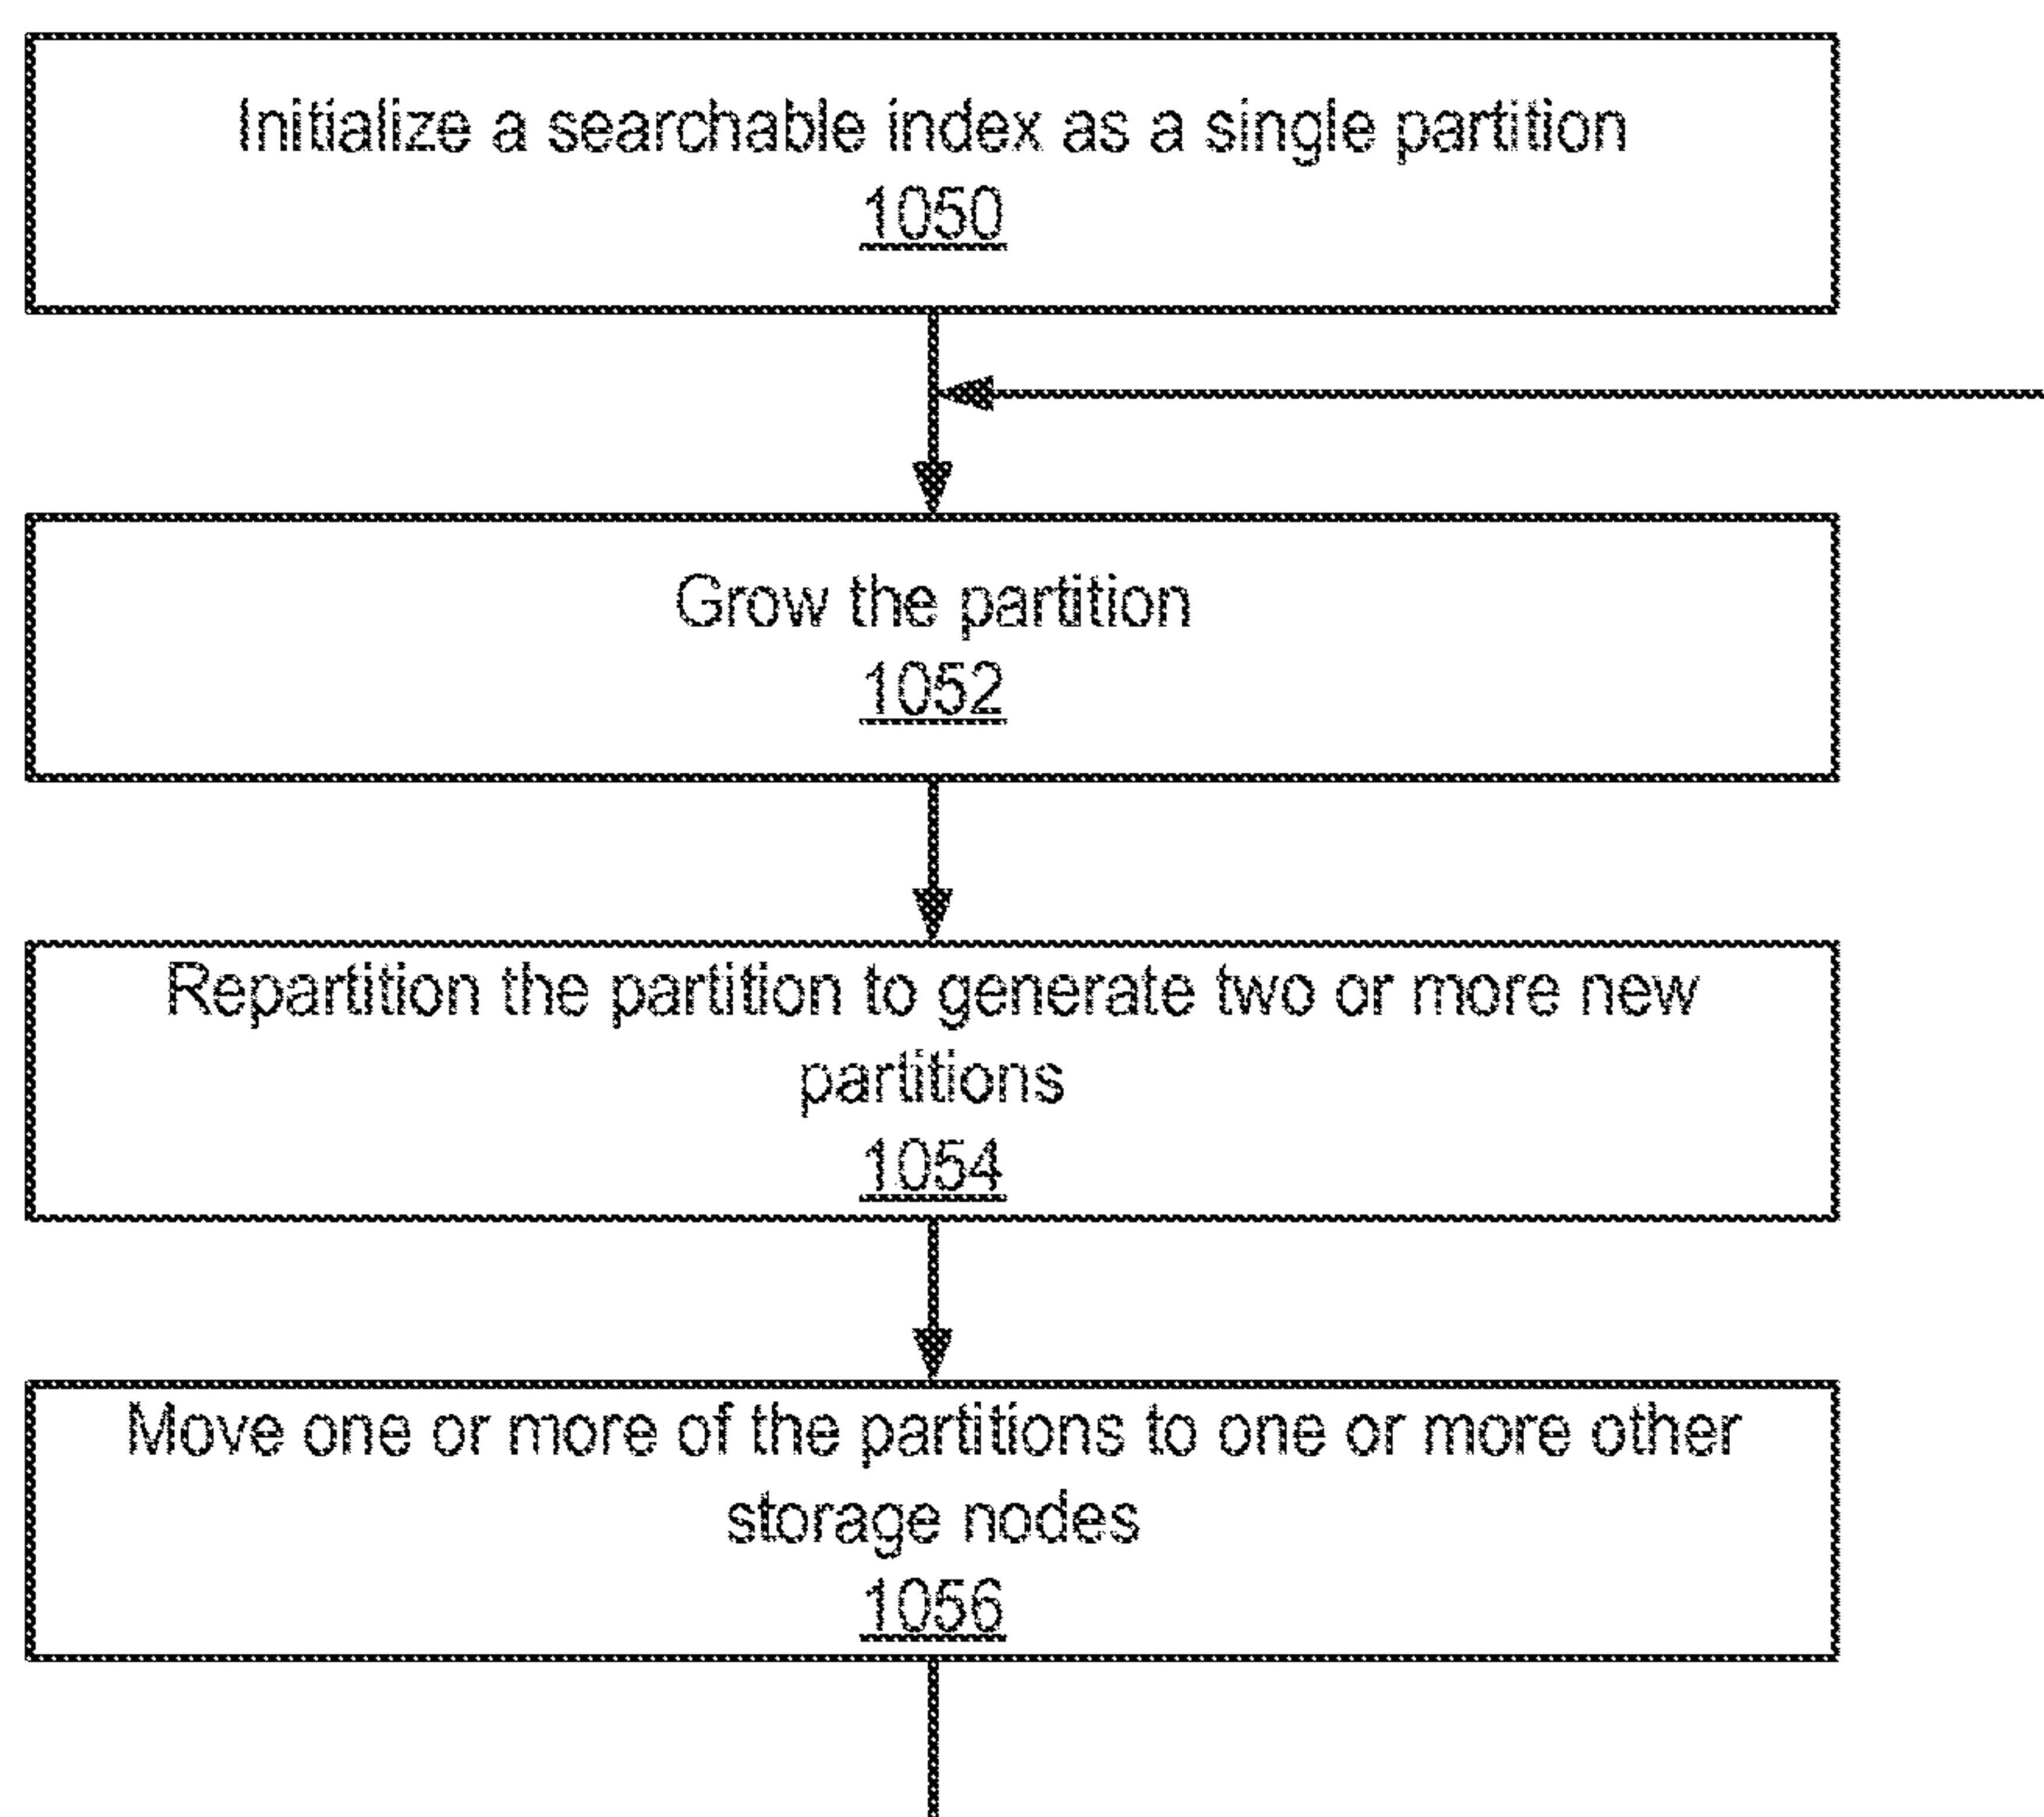 Initialize a searchable index as a single partition
1050
Grow the partition
1052
Repartition the partition to generate two or more new
partitions
1054
Move one or more of the partitions to one or more other
storage nodes
1056